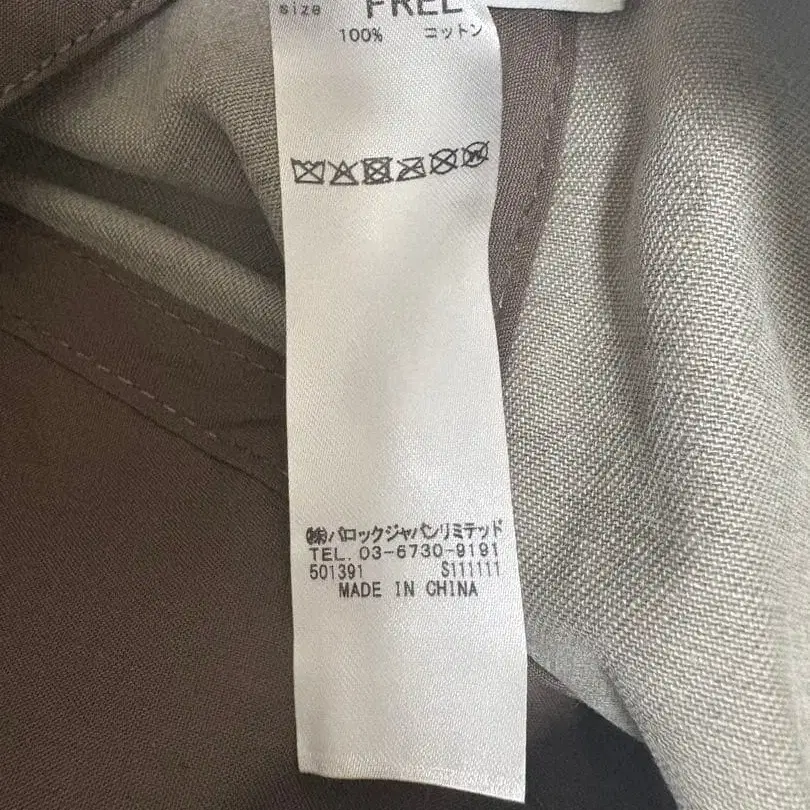 size FREE
100% コットン
㈱バロックジャパンリミテッド
TEL. 03-6730-9191
501391 S111111
MADE IN CHINA